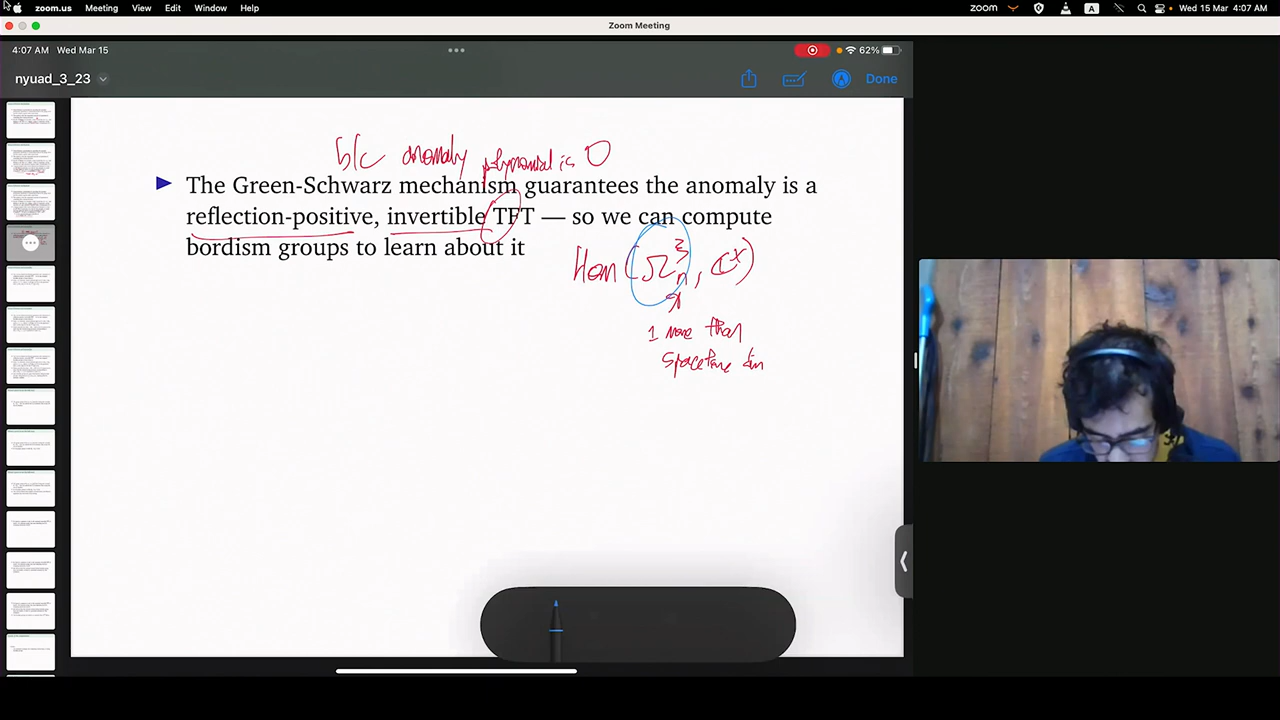 zoom.us Meeting View Edit Window Help zoom A Wed 15 Mar 4:07 AM
Zoom Meeting
4:07 AM Wed Mar 15 62%
nyuad_3_23 Done
b/c anomaly polynomial is 0
The Green-Schwarz mechanism guarantees the anomaly is a
reflection-positive, invertible TFT — so we can compute
bordism groups to learn about it
Hom (Ω n, C×)
1 more than
spacetime dim